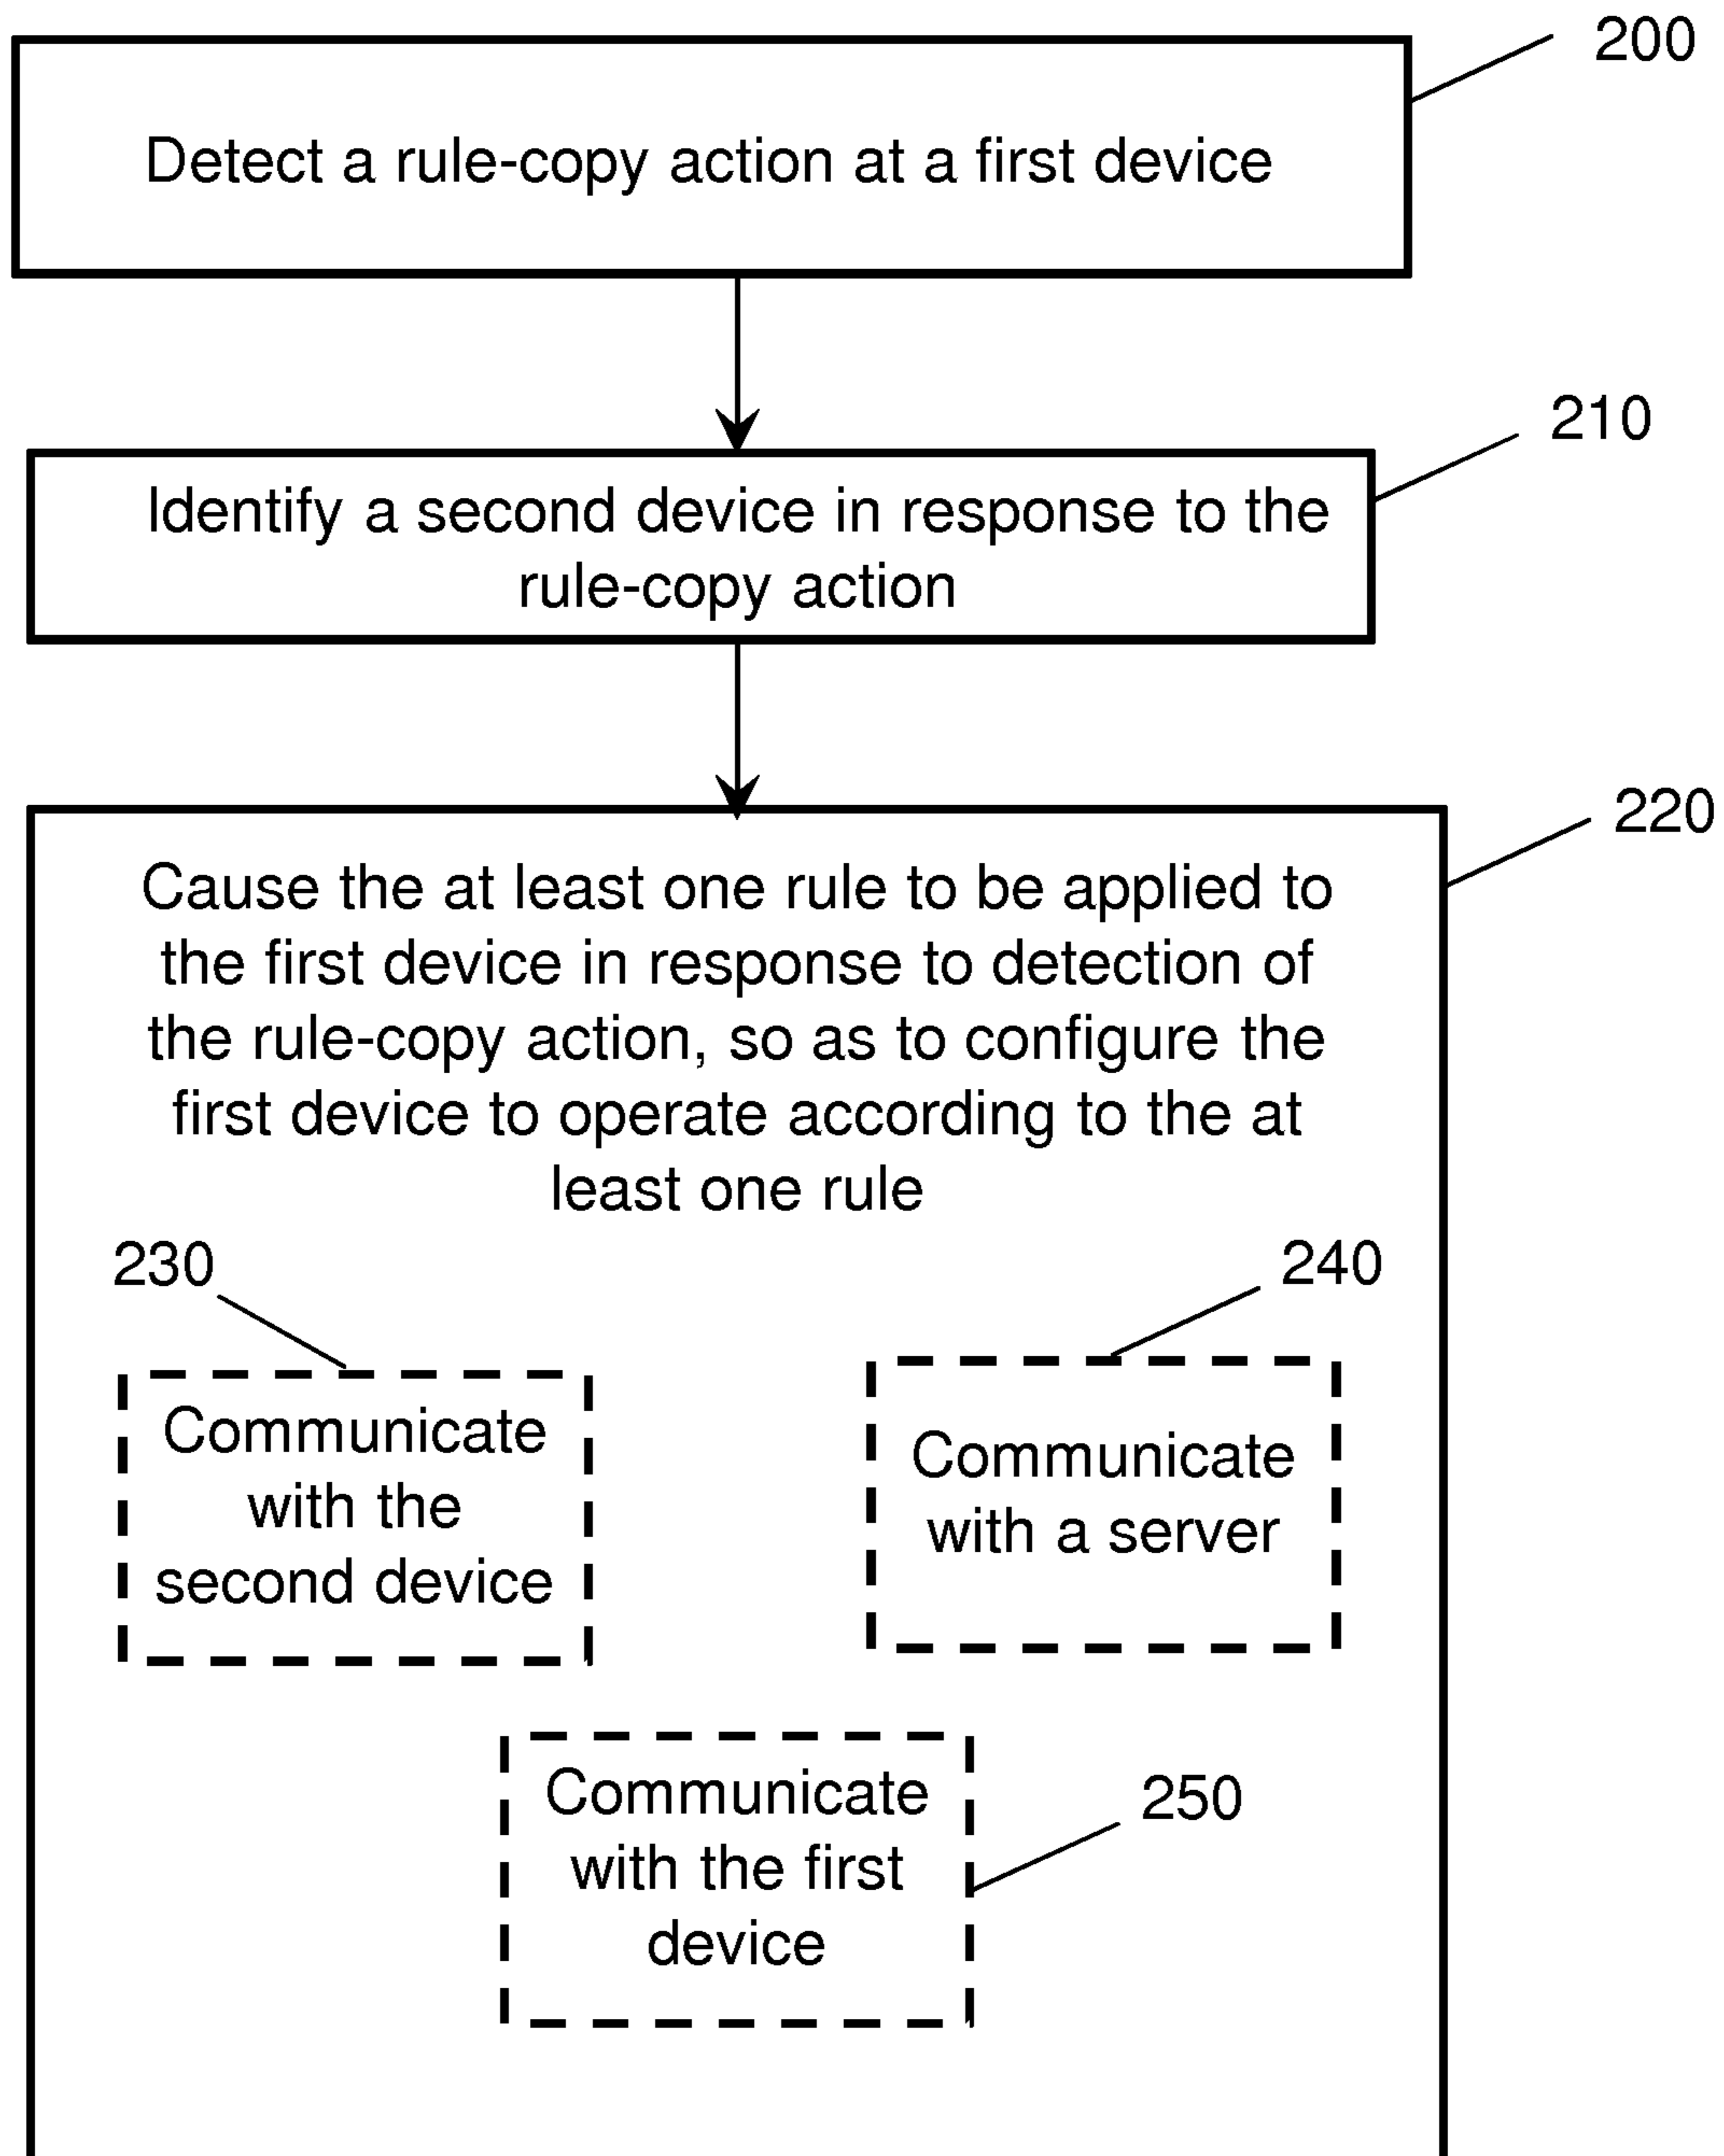 200
Detect a rule-copy action at a first device
210
Identify a second device in response to the
rule-copy action
220
Cause the at least one rule to be applied to
the first device in response to detection of
the rule-copy action, so as to configure the
first device to operate according to the at
least one rule
230
240
Communicate
with the
second device
Communicate
with a server
Communicate
with the first
device
250